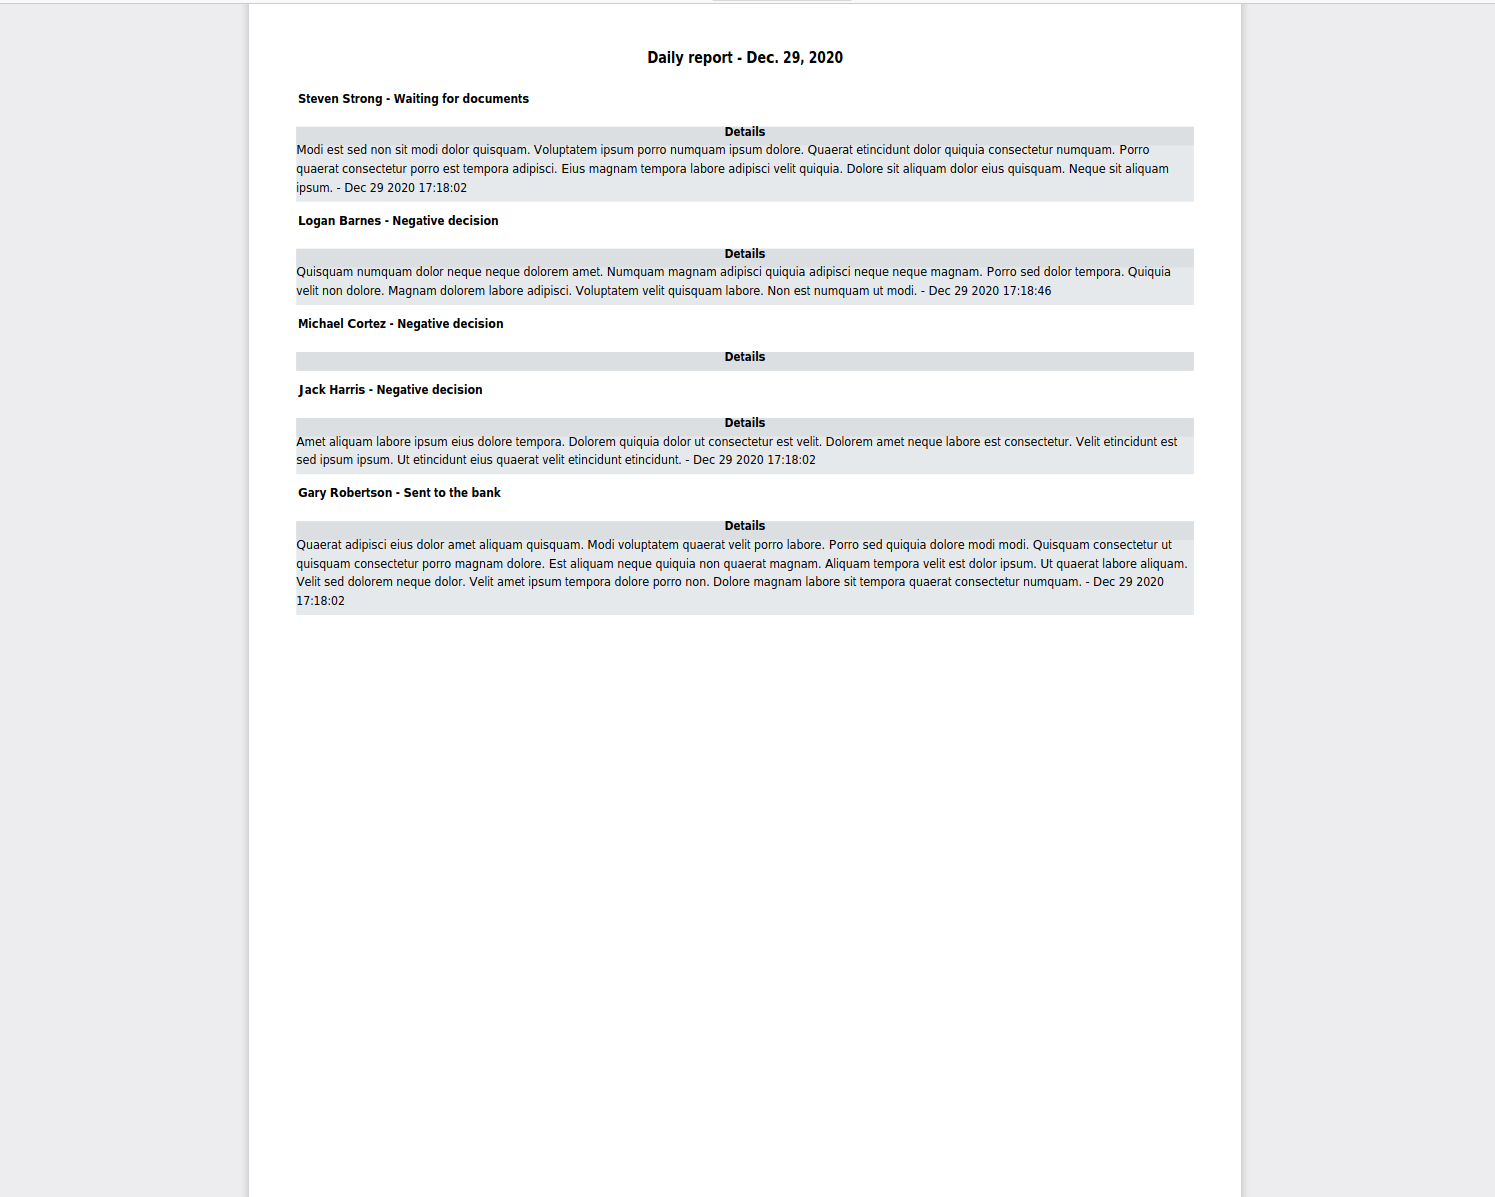 Daily report - Dec. 29, 2020
Steven Strong - Waiting for documents
Details
Modi est sed non sit modi dolor quisquam. Voluptatem ipsum porro numquam ipsum dolore. Quaerat etincidunt dolor quiquia consectetur numquam. Porro
quaerat consectetur porro est tempora adipisci. Eius magnam tempora labore adipisci velit quiquia. Dolore sit aliquam dolor eius quisquam. Neque sit aliquam
ipsum. - Dec 29 2020 17:18:02
Logan Barnes - Negative decision
Details
Quisquam numquam dolor neque neque dolorem amet. Numquam magnam adipisci quiquia adipisci neque neque magnam. Porro sed dolor tempora. Quiquia
velit non dolore. Magnam dolorem labore adipisci. Voluptatem velit quisquam labore. Non est numquam ut modi. - Dec 29 2020 17:18:46
Michael Cortez - Negative decision
Details
Jack Harris - Negative decision
Details
Amet aliquam labore ipsum eius dolore tempora. Dolorem quiquia dolor ut consectetur est velit. Dolorem amet neque labore est consectetur. Velit etincidunt est
sed ipsum ipsum. Ut etincidunt eius quaerat velit etincidunt etincidunt. - Dec 29 2020 17:18:02
Gary Robertson - Sent to the bank
Details
Quaerat adipisci eius dolor amet aliquam quisquam. Modi voluptatem quaerat velit porro labore. Porro sed quiquia dolore modi modi. Quisquam consectetur ut
quisquam consectetur porro magnam dolore. Est aliquam neque quiquia non quaerat magnam. Aliquam tempora velit est dolor ipsum. Ut quaerat labore aliquam.
Velit sed dolorem neque dolor. Velit amet ipsum tempora dolore porro non. Dolore magnam labore sit tempora quaerat consectetur numquam. - Dec 29 2020
17:18:02